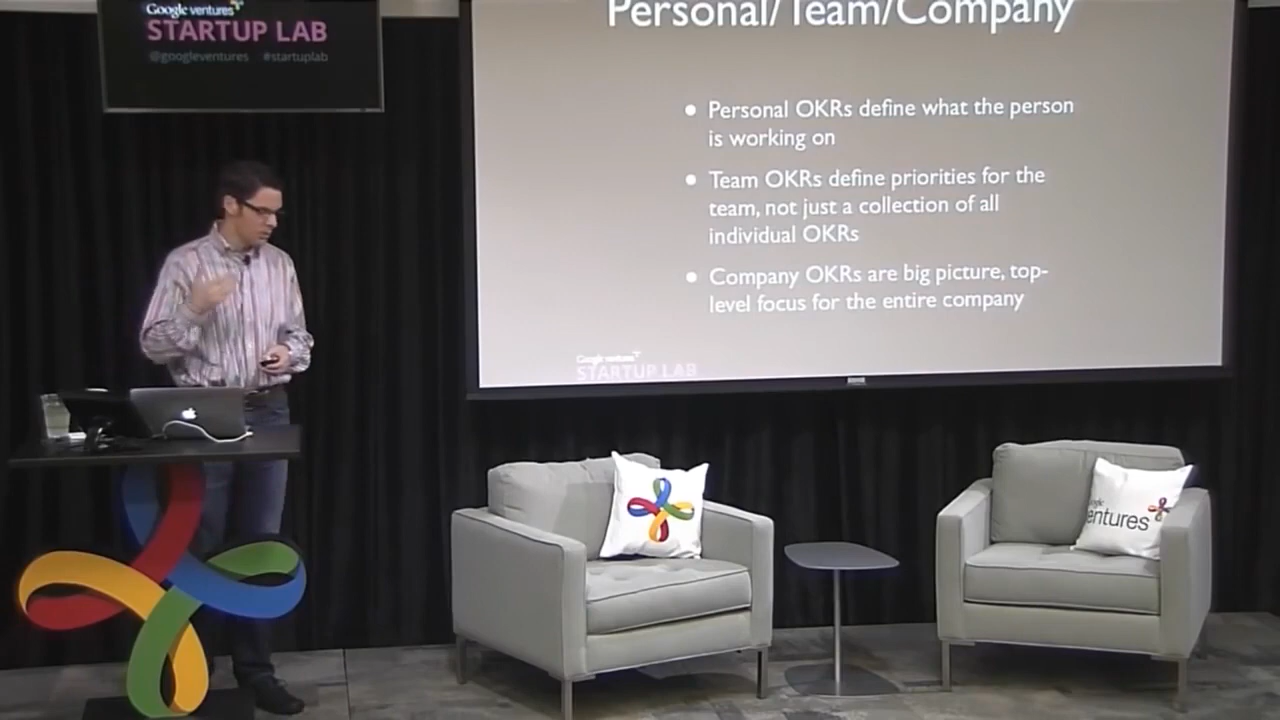 Google ventures
STARTUP LAB
@googleventures #startuplab
Personal/Team/Company
Personal OKRs define what the person
is working on
Team OKRs define priorities for the
team, not just a collection of all
individual OKRs
Company OKRs are big picture, top-
level focus for the entire company
Google ventures
STARTUP LAB
entures